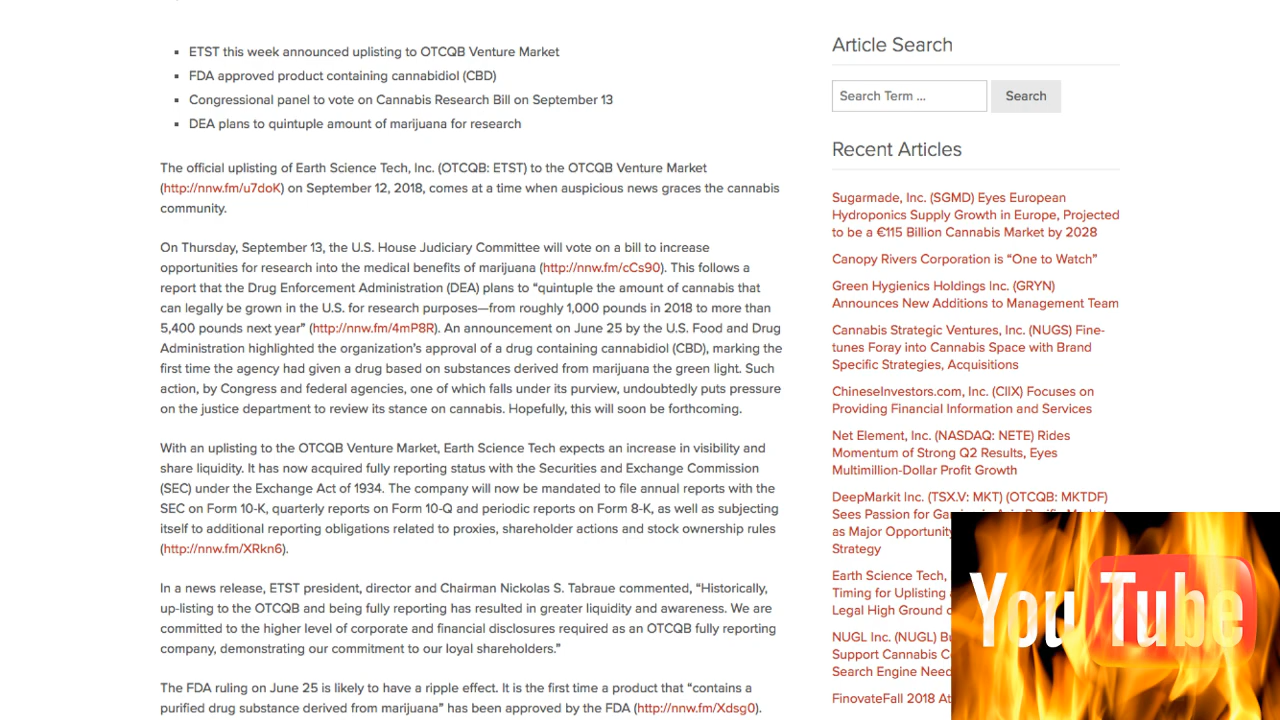 ETST this week announced uplisting to OTCQB Venture Market
FDA approved product containing cannabidiol (CBD)
Congressional panel to vote on Cannabis Research Bill on September 13
DEA plans to quintuple amount of marijuana for research
The official uplisting of Earth Science Tech, Inc. (OTCQB: ETST) to the OTCQB Venture Market
(http://nnw.fm/u7doK) on September 12, 2018, comes at a time when auspicious news graces the cannabis
community.
On Thursday, September 13, the U.S. House Judiciary Committee will vote on a bill to increase
opportunities for research into the medical benefits of marijuana (http://nnw.fm/cCs90). This follows a
report that the Drug Enforcement Administration (DEA) plans to “quintuple the amount of cannabis that
can legally be grown in the U.S. for research purposes—from roughly 1,000 pounds in 2018 to more than
5,400 pounds next year” (http://nnw.fm/4mP8R). An announcement on June 25 by the U.S. Food and Drug
Administration highlighted the organization’s approval of a drug containing cannabidiol (CBD), marking the
first time the agency had given a drug based on substances derived from marijuana the green light. Such
action, by Congress and federal agencies, one of which falls under its purview, undoubtedly puts pressure
on the justice department to review its stance on cannabis. Hopefully, this will soon be forthcoming.
With an uplisting to the OTCQB Venture Market, Earth Science Tech expects an increase in visibility and
share liquidity. It has now acquired fully reporting status with the Securities and Exchange Commission
(SEC) under the Exchange Act of 1934. The company will now be mandated to file annual reports with the
SEC on Form 10-K, quarterly reports on Form 10-Q and periodic reports on Form 8-K, as well as subjecting
itself to additional reporting obligations related to proxies, shareholder actions and stock ownership rules
(http://nnw.fm/XRkn6).
In a news release, ETST president, director and Chairman Nickolas S. Tabraue commented, “Historically,
up-listing to the OTCQB and being fully reporting has resulted in greater liquidity and awareness. We are
committed to the higher level of corporate and financial disclosures required as an OTCQB fully reporting
company, demonstrating our commitment to our loyal shareholders.”
The FDA ruling on June 25 is likely to have a ripple effect. It is the first time a product that “contains a
purified drug substance derived from marijuana” has been approved by the FDA (http://nnw.fm/Xdsg0).
Article Search
Search Term ...
Search
Recent Articles
Sugarmade, Inc. (SGMD) Eyes European
Hydroponics Supply Growth in Europe, Projected
to be a €115 Billion Cannabis Market by 2028
Canopy Rivers Corporation is “One to Watch”
Green Hygienics Holdings Inc. (GRYN)
Announces New Additions to Management Team
Cannabis Strategic Ventures, Inc. (NUGS) Fine-
tunes Foray into Cannabis Space with Brand
Specific Strategies, Acquisitions
ChineseInvestors.com, Inc. (CIIX) Focuses on
Providing Financial Information and Services
Net Element, Inc. (NASDAQ: NETE) Rides
Momentum of Strong Q2 Results, Eyes
Multimillion-Dollar Profit Growth
DeepMarkit Inc. (TSX.V: MKT) (OTCQB: MKTDF)
Sees Passion for
as Major Opportunity
Strategy
Earth Science Tech,
Timing for Uplisting
Legal High Ground
NUGL Inc. (NUGL)
Support Cannabis
Search Engine
FinovateFall 2018
You Tube